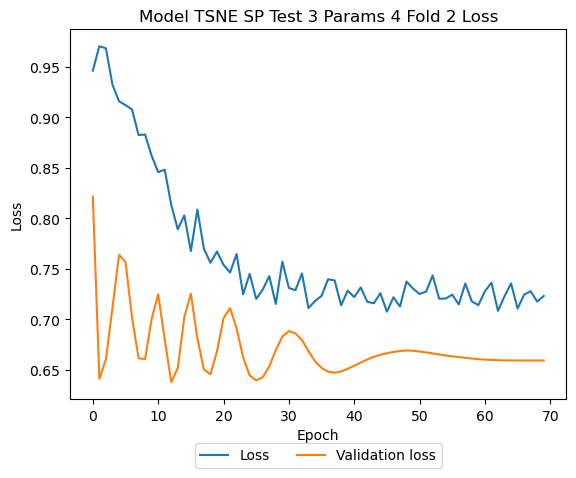 Model TSNE SP Test 3 Params 4 Fold 2 Loss
Loss
0.95
0.90
0.85
0.80
0.75
0.70
0.65
0 10 20 30 40 50 60 70
Epoch
Loss Validation loss